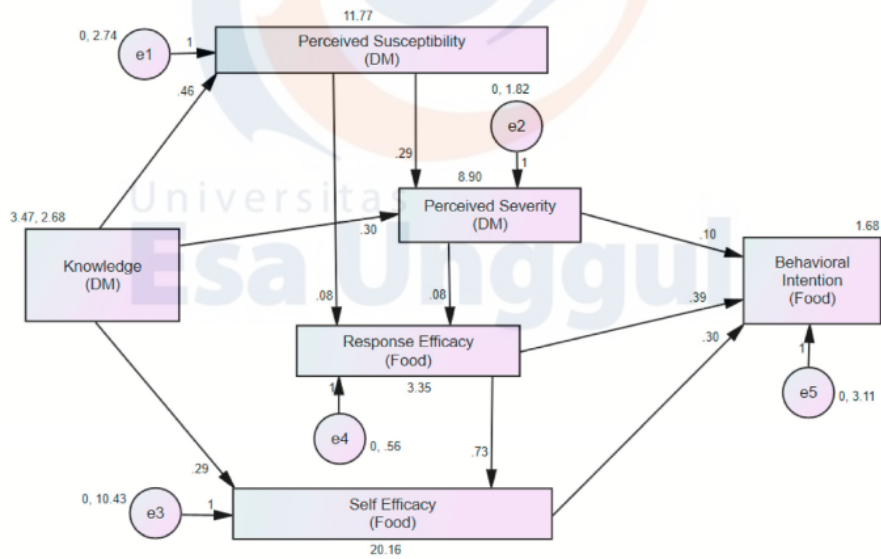 11.77
Perceived Susceptibility
(DM)
0, 2.74
e1
1
.46
0, 1.82
e2
1
.29
8.90
Perceived Severity
(DM)
Universitas
Esa Unggul
3.47, 2.68
Knowledge
(DM)
.30
.10
1.68
Behavioral
Intention
(Food)
.08
.08
.39
.30
Response Efficacy
(Food)
3.35
1
e4
0, .56
1
e5
0, 3.11
.73
.29
0, 10.43
e3
1
Self Efficacy
(Food)
20.16